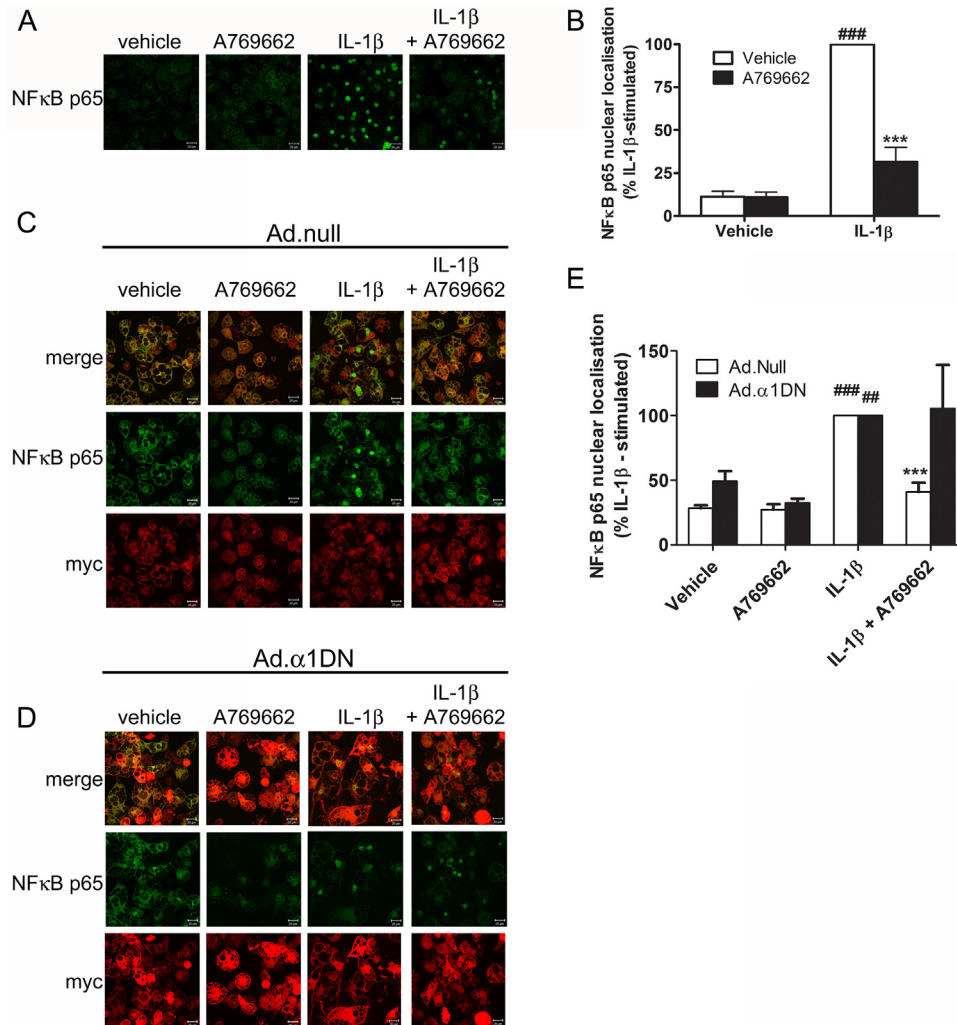 A
vehicle
A769662
IL-1β
IL-1β
+ A769662
NFκB p65
B
NFκB p65 nuclear localisation
(% IL-1β-stimulated)
100
75
50
25
0
Vehicle
A769662
###
***
Vehicle
IL-1β
C
Ad.null
vehicle
A769662
IL-1β
IL-1β
+ A769662
merge
NFκB p65
myc
E
NFκB p65 nuclear localisation
(% IL-1β - stimulated)
150
100
50
0
Ad.Null
Ad.α1DN
###
##
***
Vehicle
A769662
IL-1β
IL-1β + A769662
Ad.α1DN
D
vehicle
A769662
IL-1β
IL-1β
+ A769662
merge
NFκB p65
myc